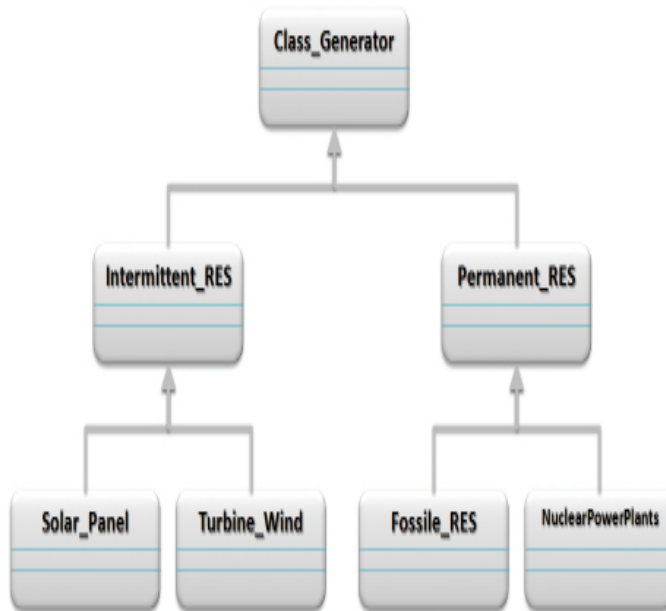 Class_Generator
Intermittent_RES
Permanent_RES
Solar_Panel
Turbine_Wind
Fossile_RES
NuclearPowerPlants